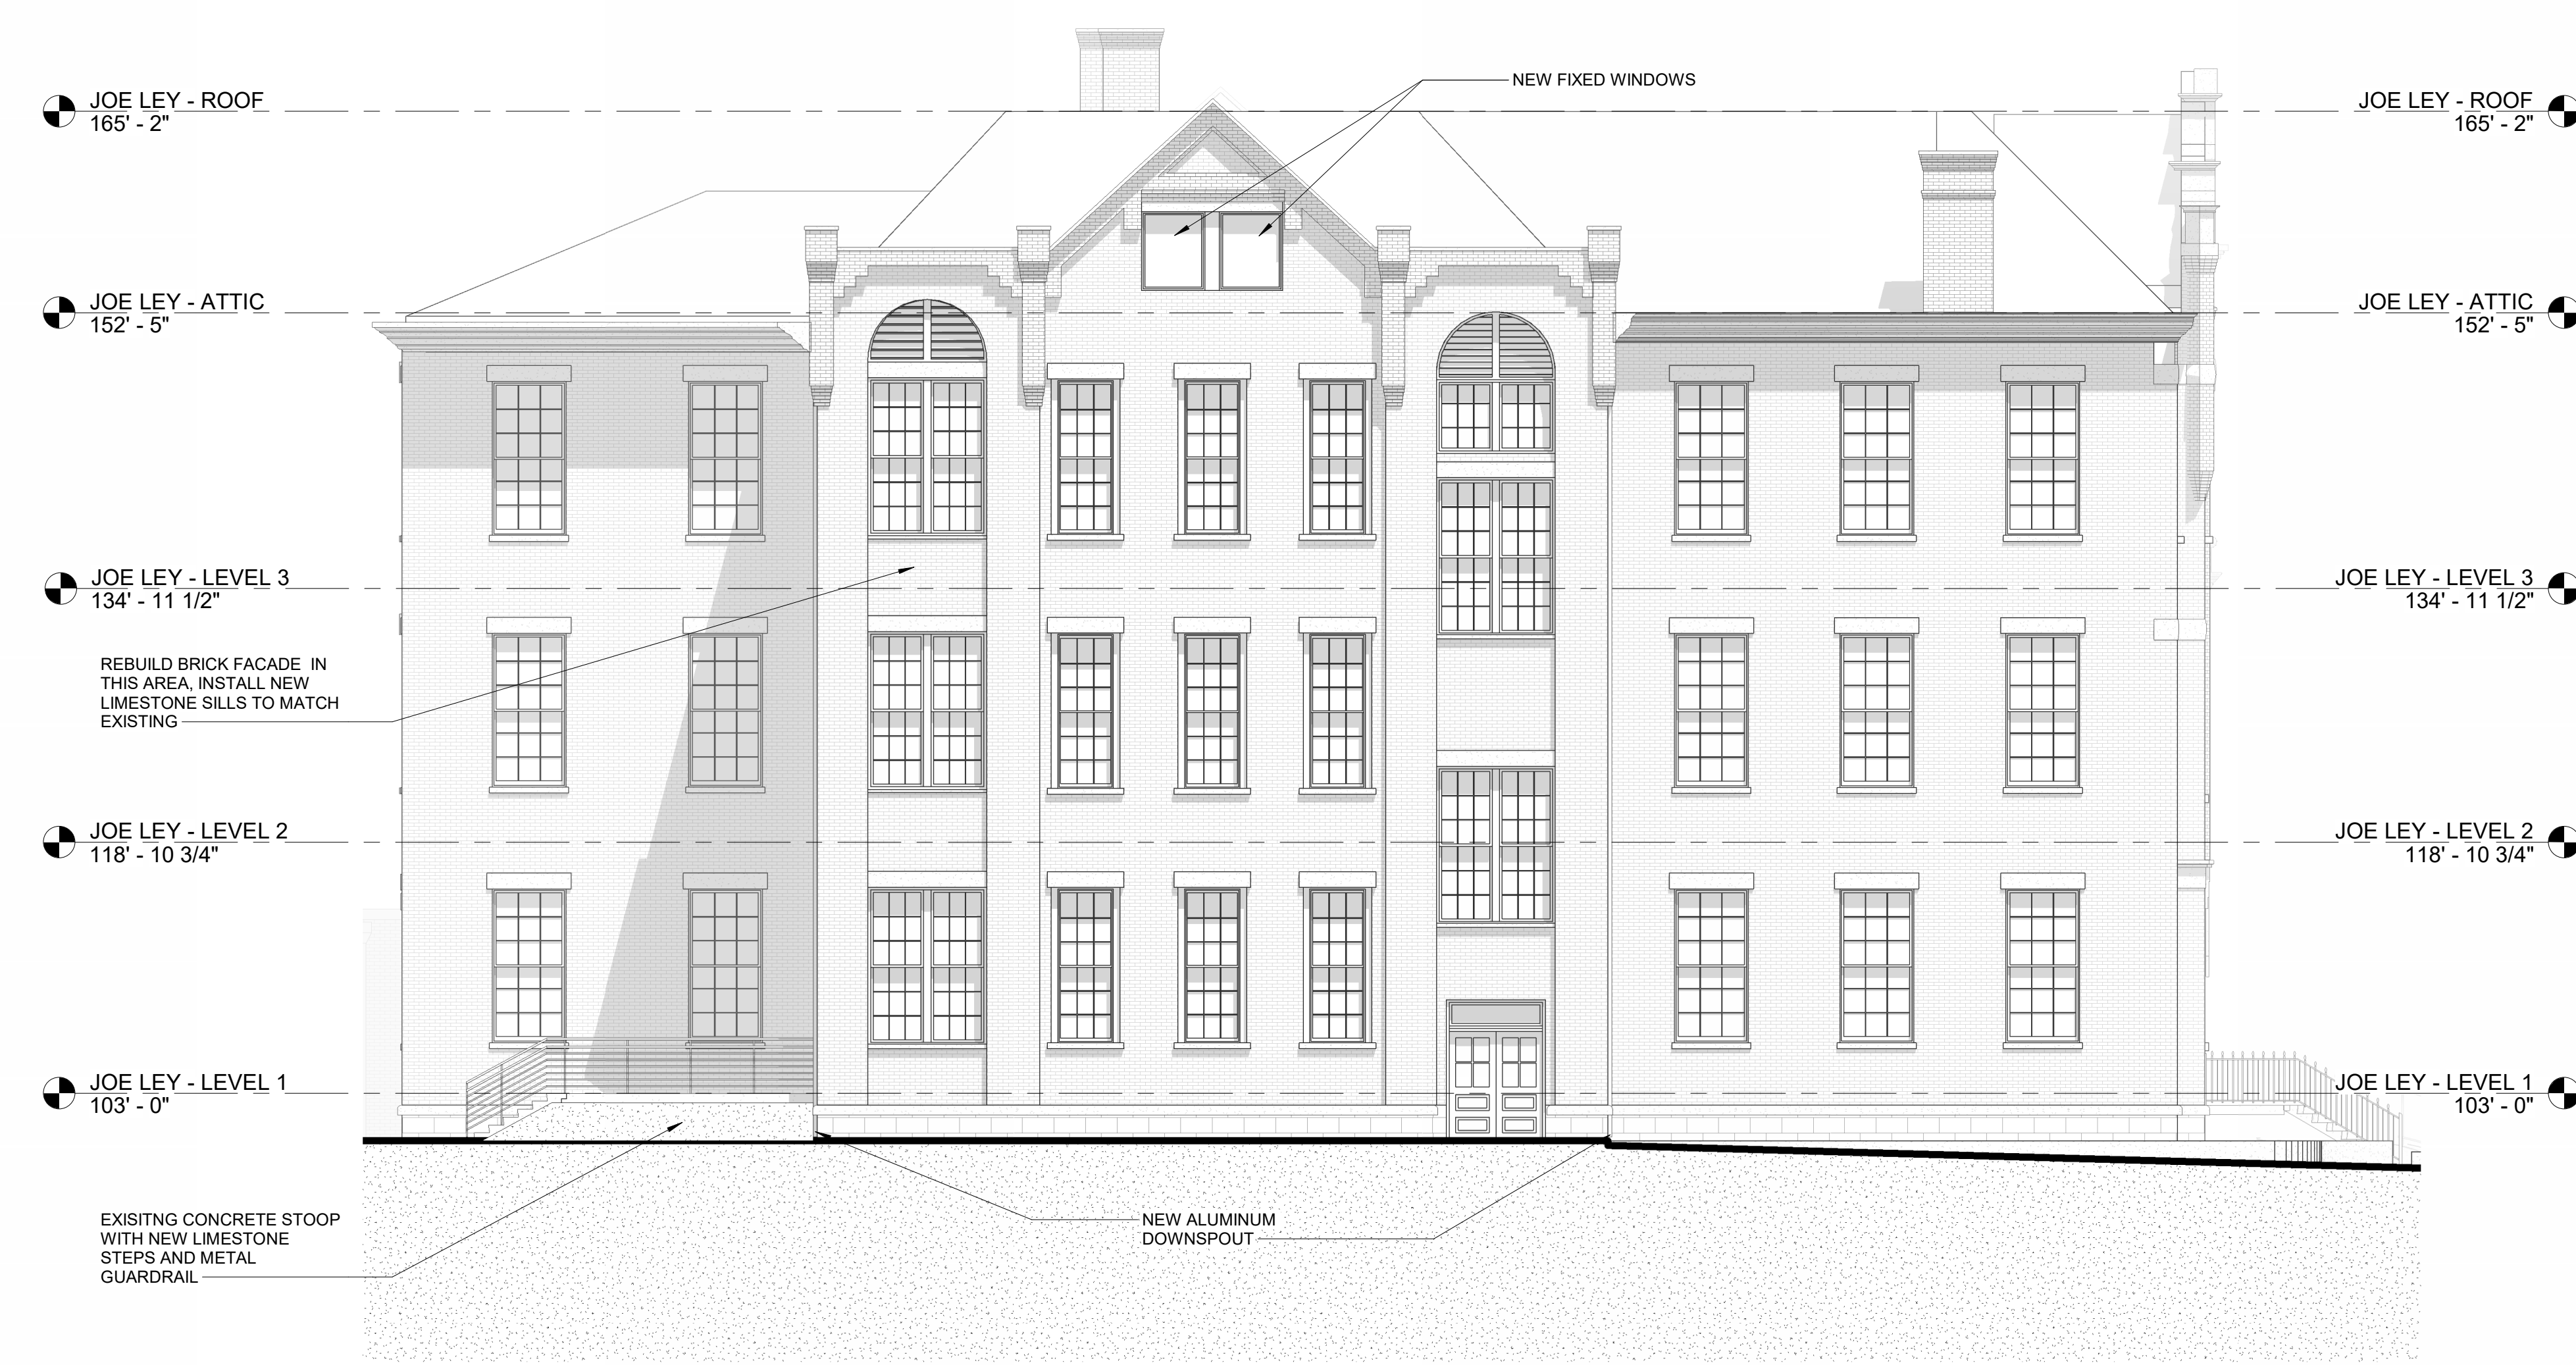 NEW FIXED WINDOWS
JOE LEY - ROOF
165' - 2"
JOE LEY - ROOF
165' - 2"
JOE LEY - ATTIC
152' - 5"
JOE LEY - ATTIC
152' - 5"
JOE LEY - LEVEL 3
134' - 11 1/2"
JOE LEY - LEVEL 3
134' - 11 1/2"
REBUILD BRICK FACADE IN
THIS AREA, INSTALL NEW
LIMESTONE SILLS TO MATCH
EXISTING
JOE LEY - LEVEL 2
118' - 10 3/4"
JOE LEY - LEVEL 2
118' - 10 3/4"
JOE LEY - LEVEL 1
103' - 0"
JOE LEY - LEVEL 1
103' - 0"
EXISITNG CONCRETE STOOP
WITH NEW LIMESTONE
STEPS AND METAL
GUARDRAIL
NEW ALUMINUM
DOWNSPOUT